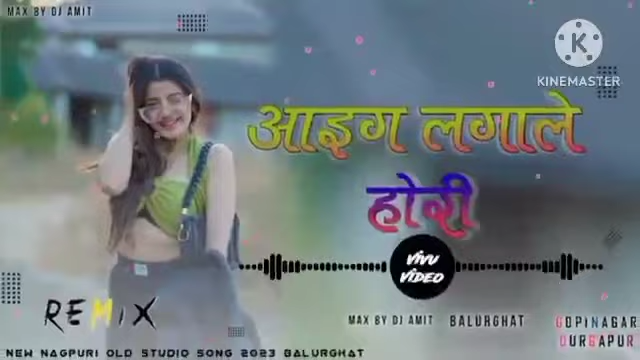 MAX BY DJ AMIT
KINEMASTER
आइग लगाले
होरी
VIVU
VIDEO
REMIX
MAX BY DJ AMIT BALURGHAT
GOPINAGAR
DURGAPUR
NEW NAGPURI OLD STUDIO SONG 2023 BALURGHAT